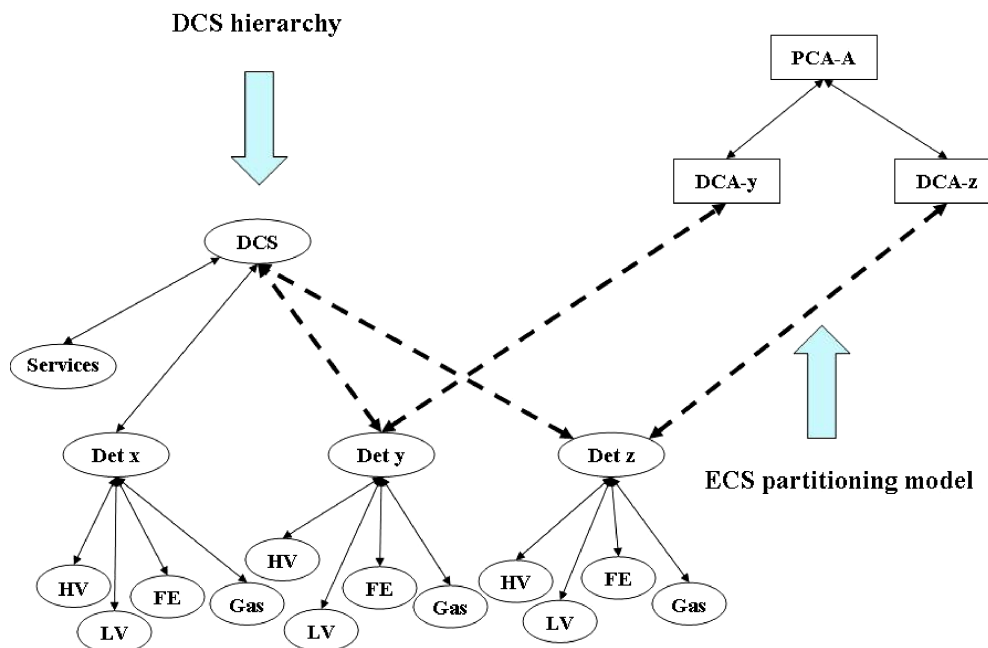 DCS hierarchy
PCA-A
DCA-y
DCA-z
DCS
Services
Det x
Det y
Det z
ECS partitioning model
HV
LV
FE
Gas
HV
LV
FE
Gas
HV
LV
FE
Gas